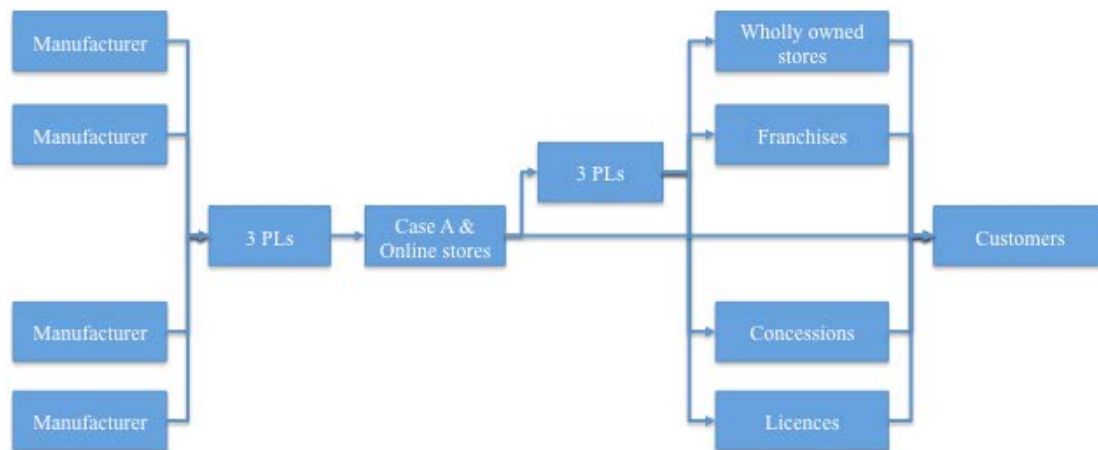 Manufacturer
Manufacturer
Manufacturer
Manufacturer
3 PLs
Case A &
Online stores
3 PLs
Wholly owned
stores
Franchises
Concessions
Licences
Customers